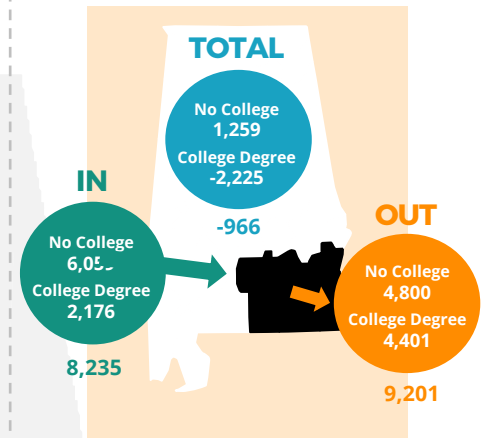 TOTAL
No College
1,259
College Degree
-2,225
-966
IN
No College
College Degree
2,176
8,235
OUT
No College
4,800
College Degree
4,401
9,201